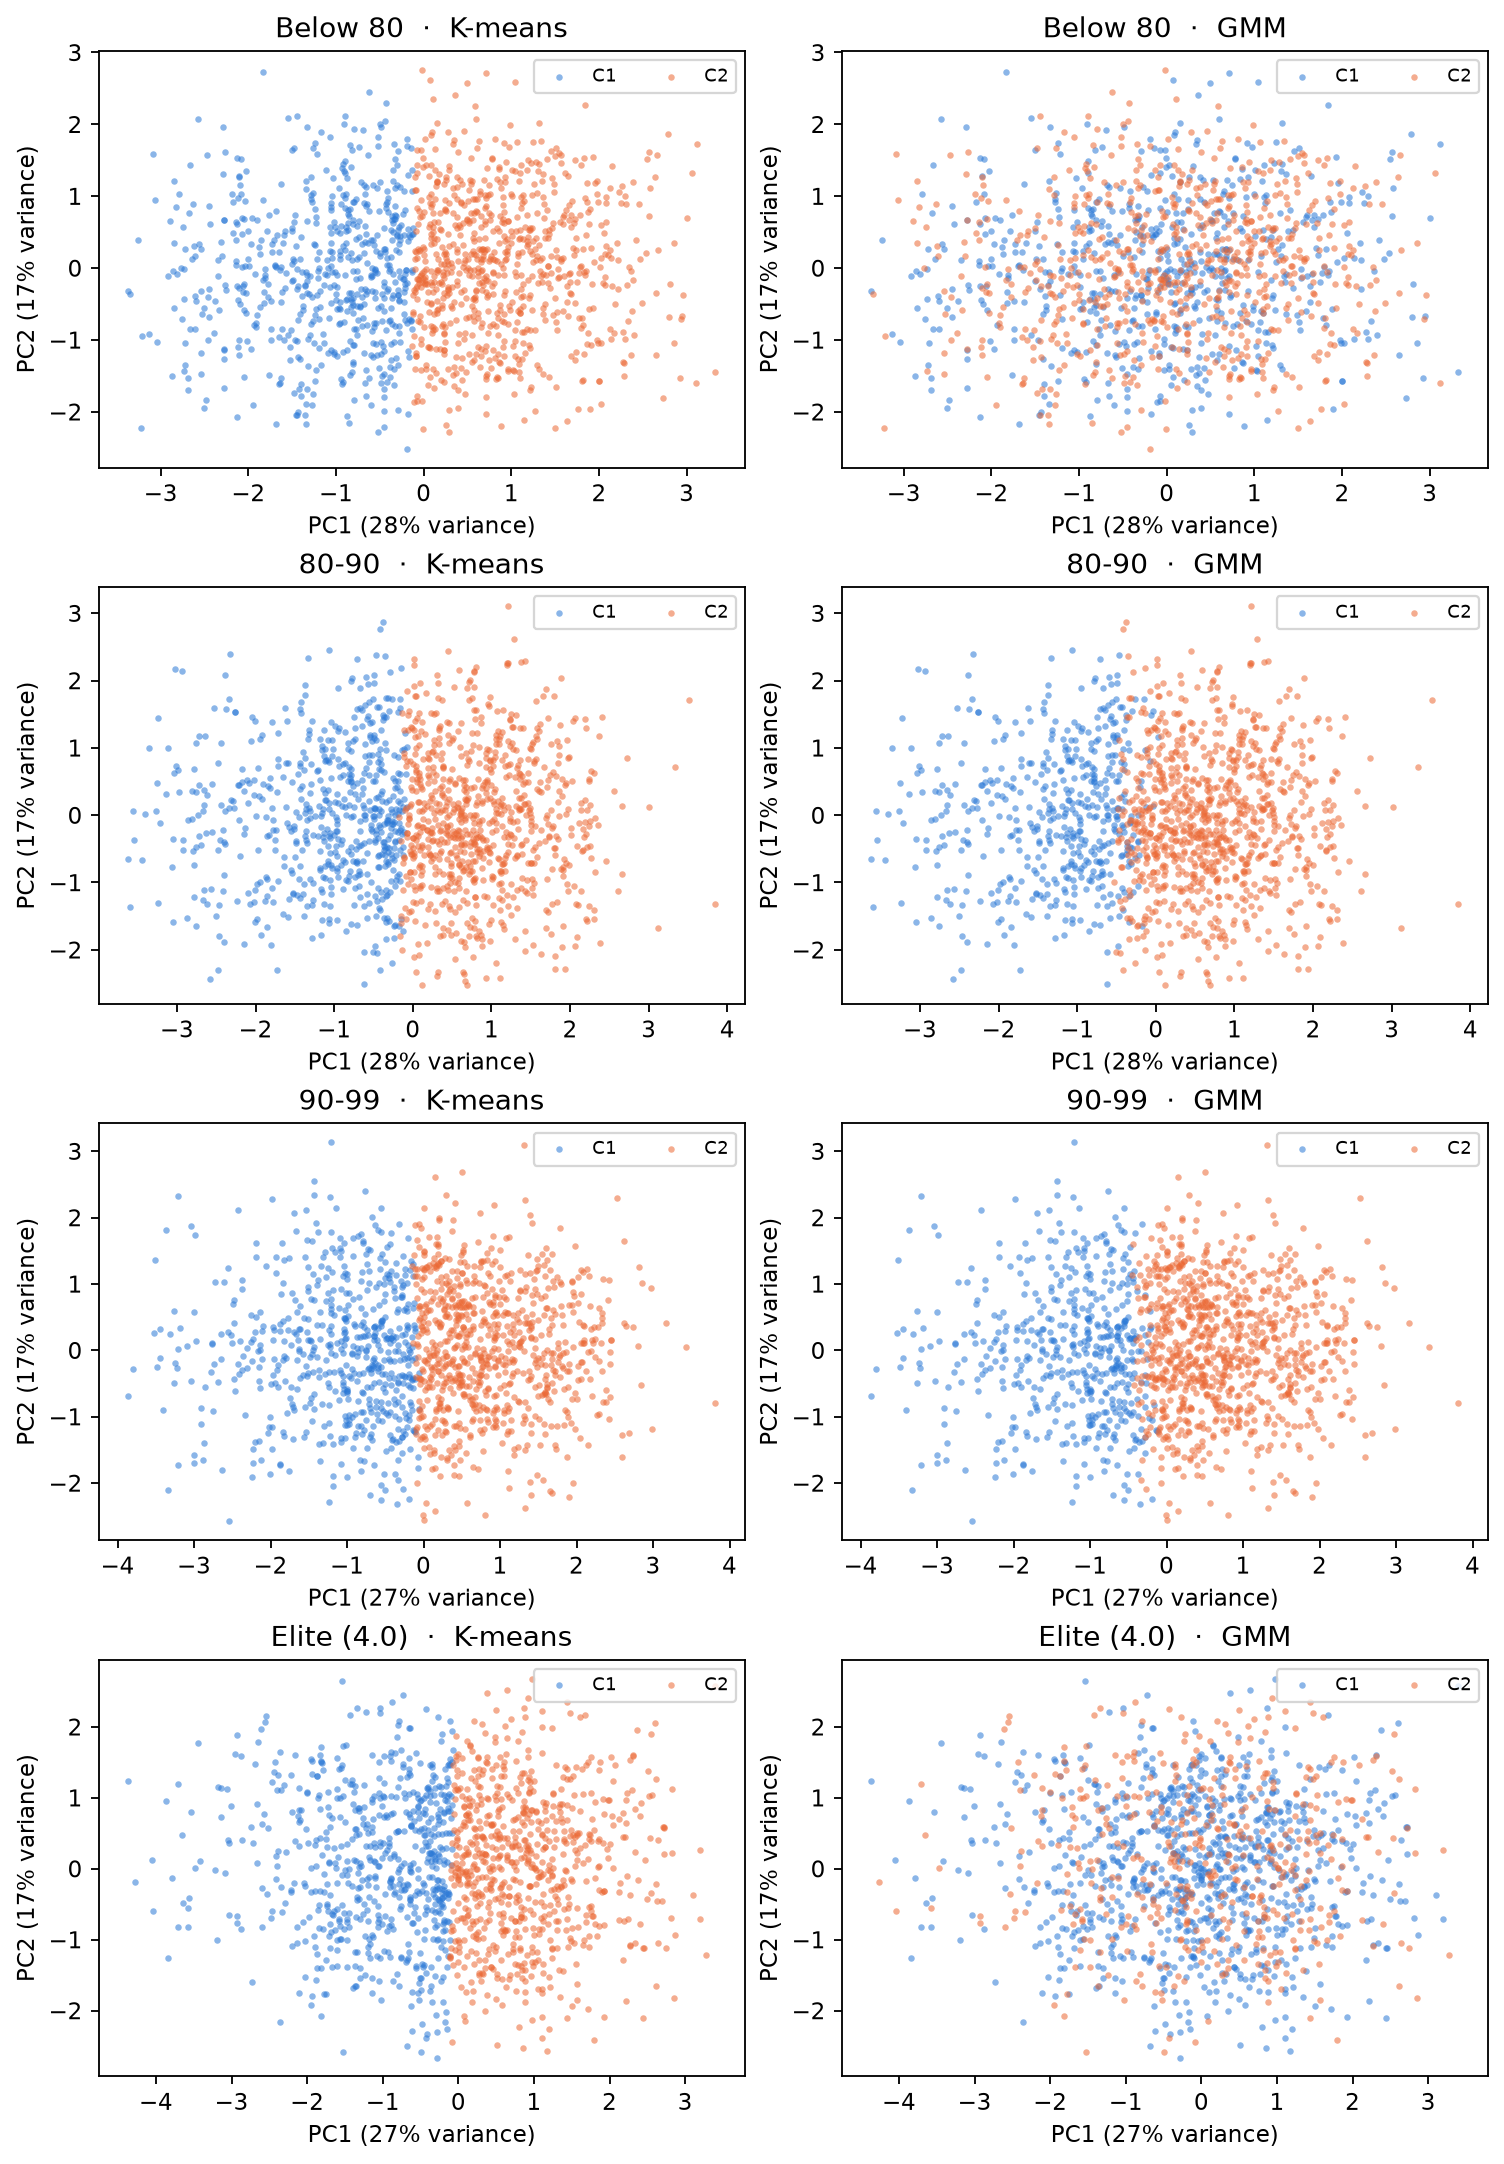 Below 80 · K-means
Below 80 · GMM
3
2
1
0
−1
−2
PC2 (17% variance)
C1
C2
−3
−2
−1
0
1
2
3
PC1 (28% variance)
3
2
1
0
−1
−2
PC2 (17% variance)
C1
C2
−3
−2
−1
0
1
2
3
PC1 (28% variance)
80-90 · K-means
80-90 · GMM
3
2
1
0
−1
−2
PC2 (17% variance)
C1
C2
−3
−2
−1
0
1
2
3
4
PC1 (28% variance)
3
2
1
0
−1
−2
PC2 (17% variance)
C1
C2
−3
−2
−1
0
1
2
3
4
PC1 (28% variance)
90-99 · K-means
90-99 · GMM
3
2
1
0
−1
−2
PC2 (17% variance)
C1
C2
−4
−3
−2
−1
0
1
2
3
4
PC1 (27% variance)
3
2
1
0
−1
−2
PC2 (17% variance)
C1
C2
−4
−3
−2
−1
0
1
2
3
4
PC1 (27% variance)
Elite (4.0) · K-means
Elite (4.0) · GMM
2
1
0
−1
−2
PC2 (17% variance)
C1
C2
−4
−3
−2
−1
0
1
2
3
PC1 (27% variance)
2
1
0
−1
−2
PC2 (17% variance)
C1
C2
−4
−3
−2
−1
0
1
2
3
PC1 (27% variance)